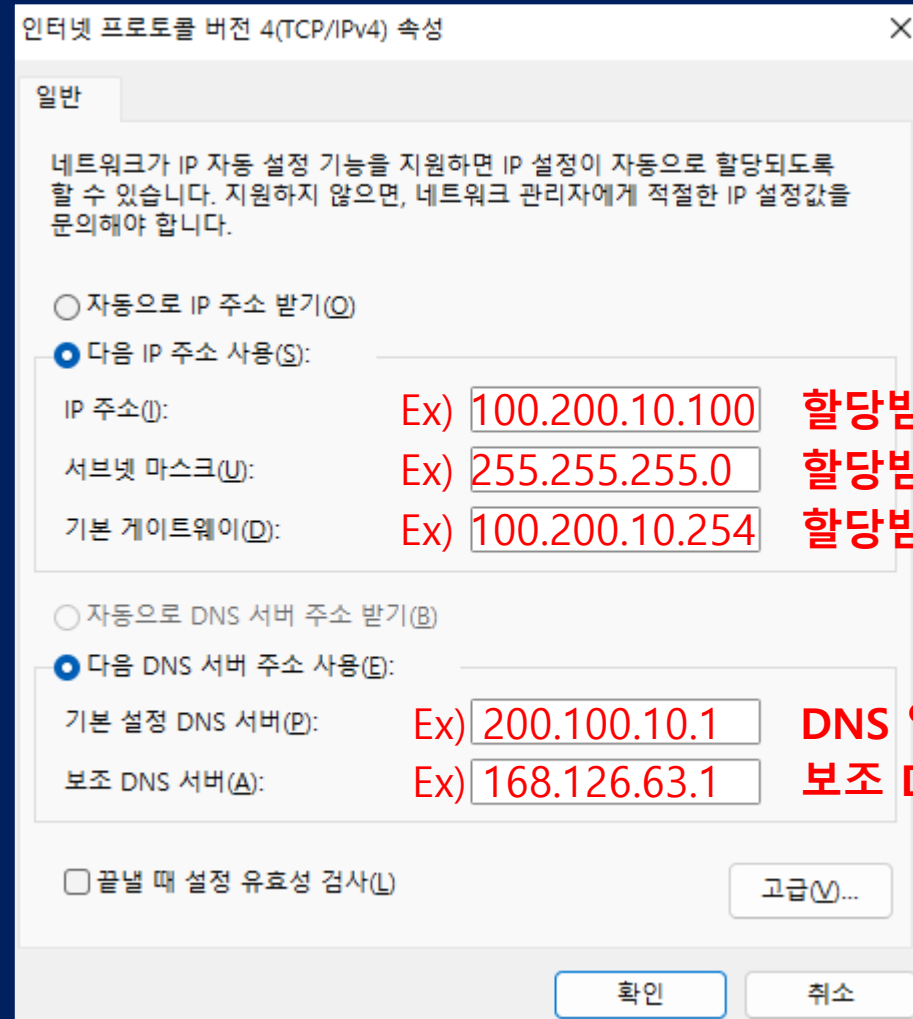 인터넷 프로토콜 버전 4(TCP/IPv4) 속성
일반
네트워크가 IP 자동 설정 기능을 지원하면 IP 설정이 자동으로 할당되도록
할 수 있습니다. 지원하지 않으면, 네트워크 관리자에게 적절한 IP 설정값을
문의해야 합니다.
자동으로 IP 주소 받기(O)
다음 IP 주소 사용(S):
IP 주소(I): Ex) 100.200.10.100
서브넷 마스크(U): Ex) 255.255.255.0
기본 게이트웨이(D): Ex) 100.200.10.254
자동으로 DNS 서버 주소 받기(B)
다음 DNS 서버 주소 사용(E):
기본 설정 DNS 서버(P): Ex) 200.100.10.1 DNS
보조 DNS 서버(A): Ex) 168.126.63.1 보조
끝낼 때 설정 유효성 검사(L)
고급(V)...
확인 취소